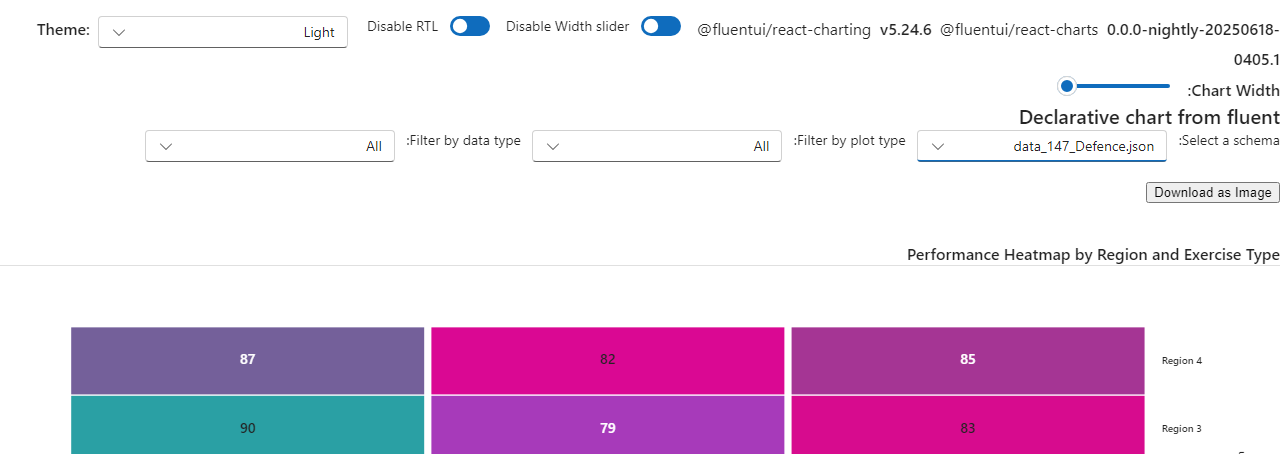 Theme: Light Disable RTL Disable Width slider @fluentui/react-charting v5.24.6 @fluentui/react-charts 0.0.0-nightly-20250618-
0405.1
:Chart Width
Declarative chart from fluent
:Select a schema data_147_Defence.json :Filter by plot type All :Filter by data type All
Download as Image
Performance Heatmap by Region and Exercise Type
87 82 85 Region 4
90 79 83 Region 3